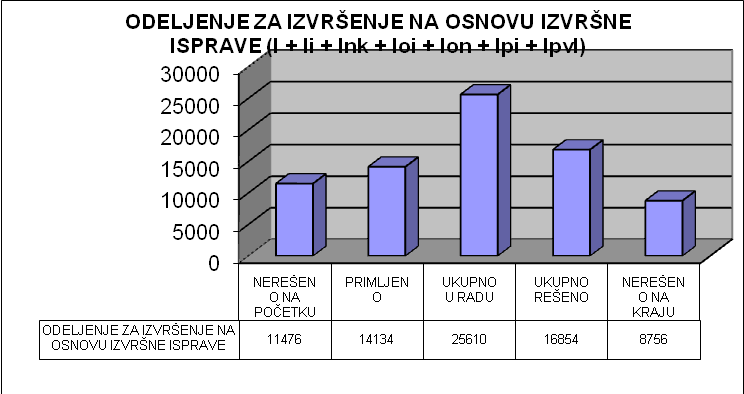 ODELJENJE ZA IZVRŠENJE NA OSNOVU IZVRŠNE
ISPRAVE (I + Ii + Ink + Ioi + Ion + Ipi + Ipvl)
30000
25000
20000
15000
10000
5000
0
NEREŠEN
O NA
POČETKU
PRIMLJEN
O
UKUPNO
U RADU
UKUPNO
REŠENO
NEREŠEN
O NA
KRAJU
ODELJENJE ZA IZVRŠENJE NA
OSNOVU IZVRŠNE ISPRAVE
11476
14134
25610
16854
8756